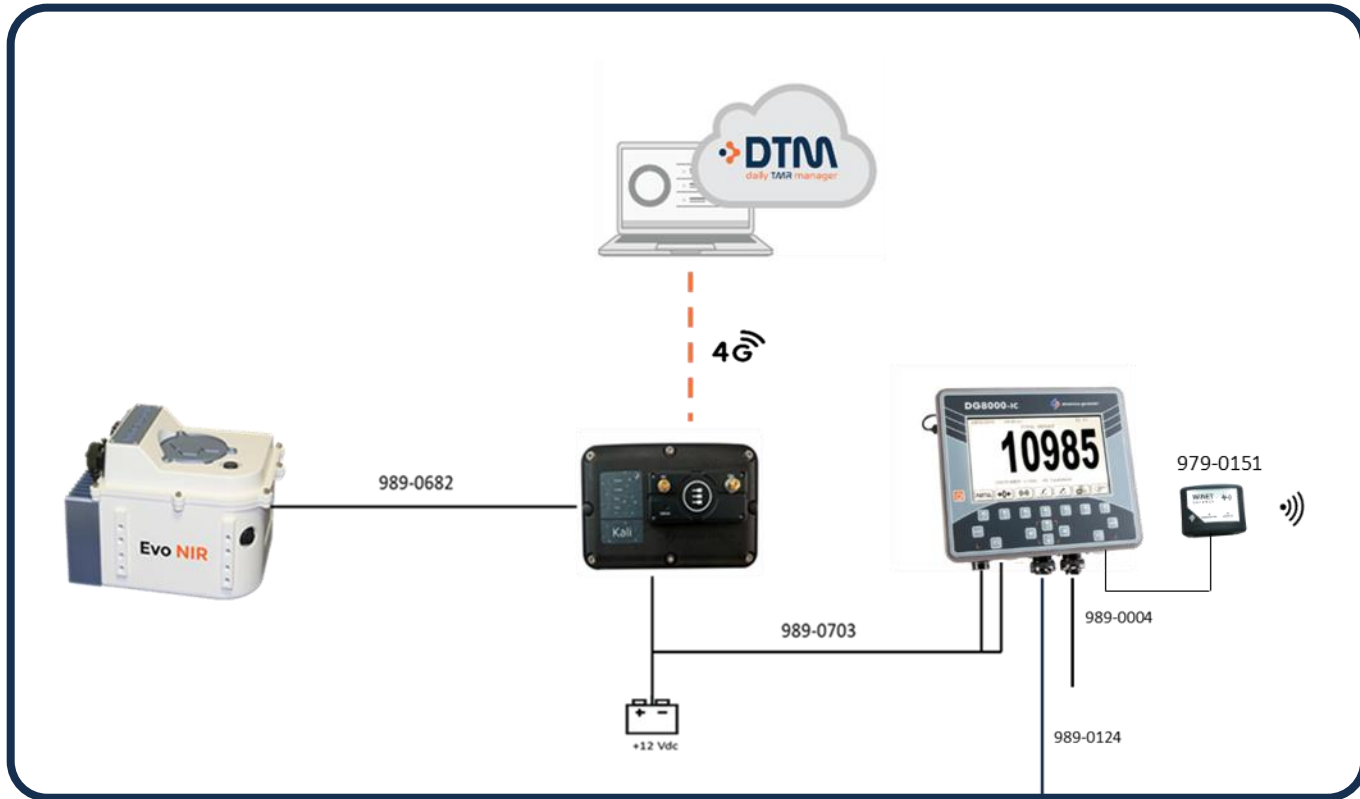 DTM
daily TMR manager
4G
DG8000-IC
10985
979-0151
WiNET
989-0682
Kali
Evo NIR
989-0703
989-0004
+ -
+12 Vdc
989-0124